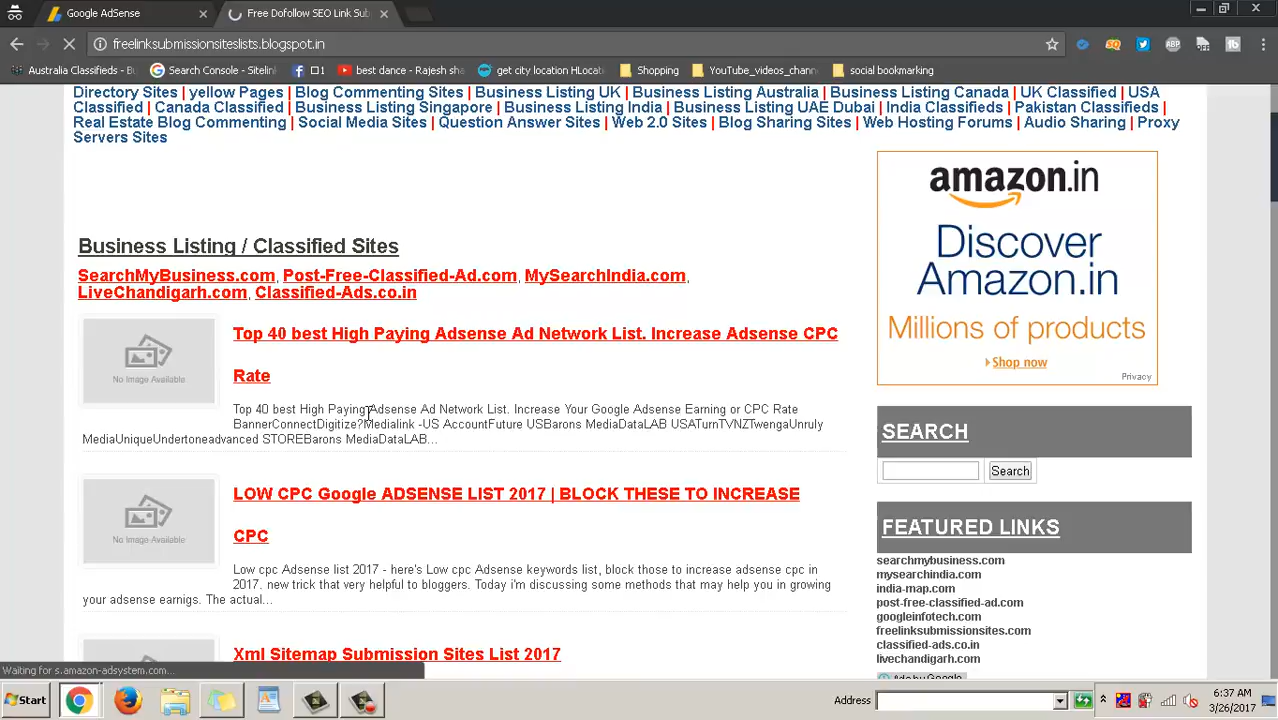 Google AdSense
Free Dofollow SEO Link Sub
freelinksubmissionsiteslists.blogspot.in
ABP
Australia Classifieds - Bu
Search Console - Sitelin
best dance - Rajesh sha
get city location HLocat
Shopping
YouTube_videos_chann
social bookmarking
Directory Sites | yellow Pages | Blog Commenting Sites | Business Listing UK | Business Listing Australia | Business Listing Canada | UK Classified | USA
Classified | Canada Classified | Business Listing Singapore | Business Listing India | Business Listing UAE Dubai | India Classifieds | Pakistan Classifieds |
Real Estate Blog Commenting | Social Media Sites | Question Answer Sites | Web 2.0 Sites | Blog Sharing Sites | Web Hosting Forums | Audio Sharing | Proxy
Servers Sites
Business Listing / Classified Sites
SearchMyBusiness.com, Post-Free-Classified-Ad.com, MySearchIndia.com,
LiveChandigarh.com, Classified-Ads.co.in
No Image Available
Top 40 best High Paying Adsense Ad Network List. Increase Adsense CPC
Rate
Top 40 best High Paying Adsense Ad Network List. Increase Your Google Adsense Earning or CPC Rate
BannerConnectDigitize?Medialink -US AccountFuture USBarons MediaDataLAB USATurnTVNZTwengaUnruly
MediaUniqueUndertoneadvanced STOREBarons MediaDataLAB...
No Image Available
LOW CPC Google ADSENSE LIST 2017 | BLOCK THESE TO INCREASE
CPC
Low cpc Adsense list 2017 - here's Low cpc Adsense keywords list, block those to increase adsense cpc in
2017. new trick that very helpful to bloggers. Today i'm discussing some methods that may help you in growing
your adsense earnigs. The actual...
Xml Sitemap Submission Sites List 2017
amazon.in
Discover
Amazon.in
Millions of products
Shop now
Privacy
SEARCH
Search
FEATURED LINKS
searchmybusiness.com
mysearchindia.com
india-map.com
post-free-classified-ad.com
googleinfotech.com
freelinksubmissionsites.com
classified-ads.co.in
livechandigarh.com
Waiting for s.amazon-adsystem.com...
Start
Address
6:37 AM
3/26/2017